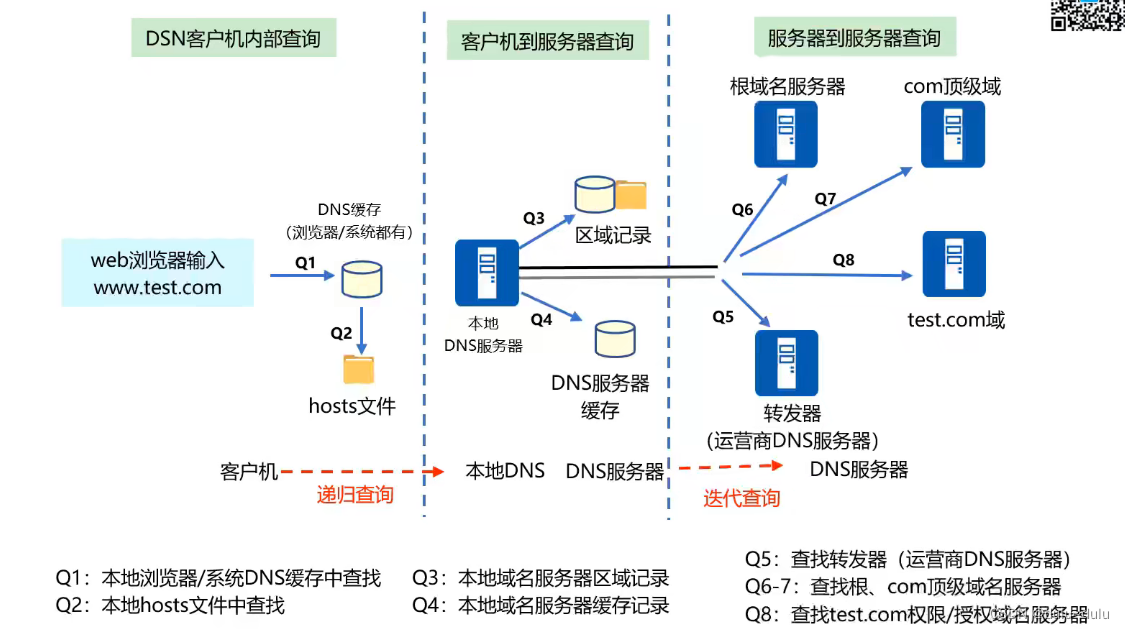 DSN客户机内部查询
客户机到服务器查询
服务器到服务器查询
根域名服务器
com顶级域
DNS缓存
（浏览器/系统都有）
web浏览器输入
www.test.com
Q1
Q2
hosts文件
Q3
区域记录
本地
DNS服务器
Q4
DNS服务器
缓存
Q6
Q7
Q8
test.com域
Q5
转发器
（运营商DNS服务器）
客户机
递归查询
本地DNS
DNS服务器
迭代查询
DNS服务器
Q1：本地浏览器/系统DNS缓存中查找
Q2：本地hosts文件中查找
Q3：本地域名服务器区域记录
Q4：本地域名服务器缓存记录
Q5：查找转发器（运营商DNS服务器）
Q6-7：查找根、com顶级域名服务器
Q8：查找test.com权限/授权域名服务器